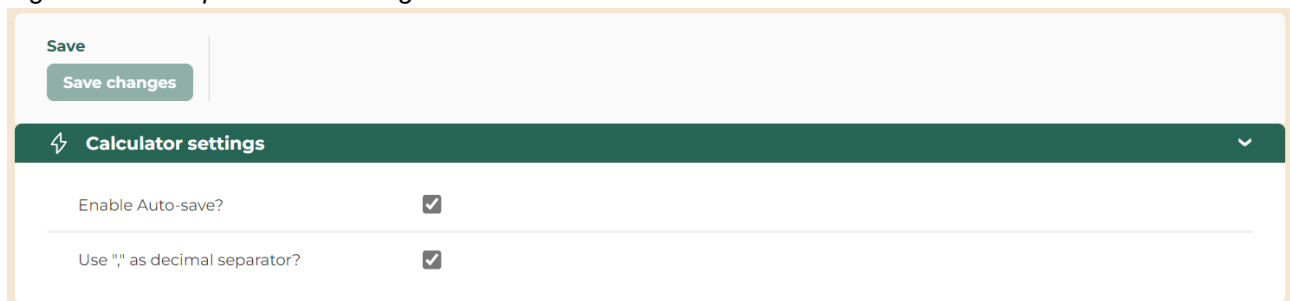 Save
Save changes
Calculator settings
Enable Auto-save?
Use "," as decimal separator?